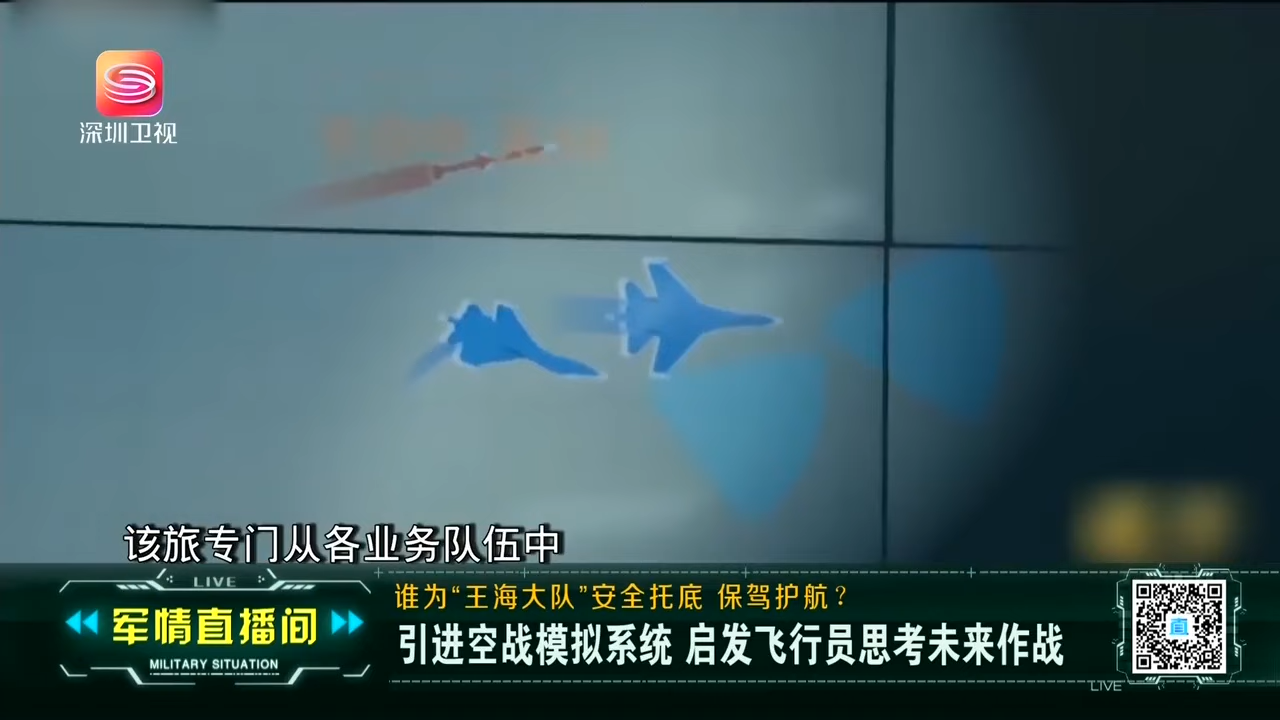 深圳卫视
该旅专门从各业务队伍中
LIVE
军情直播间
MILITARY SITUATION
谁为“王海大队”安全托底 保驾护航？
引进空战模拟系统 启发飞行员思考未来作战
直
LIVE